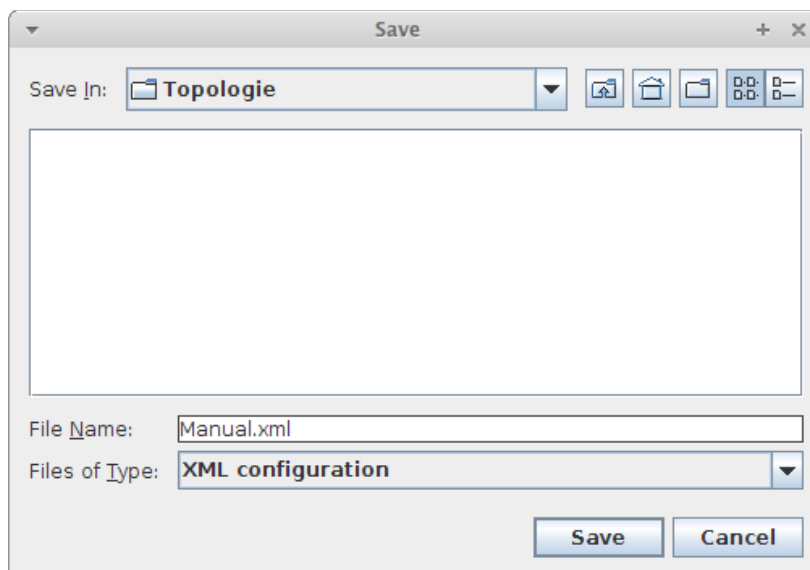 Save
Save In: Topologie
File Name: Manual.xml
Files of Type: XML configuration
Save Cancel